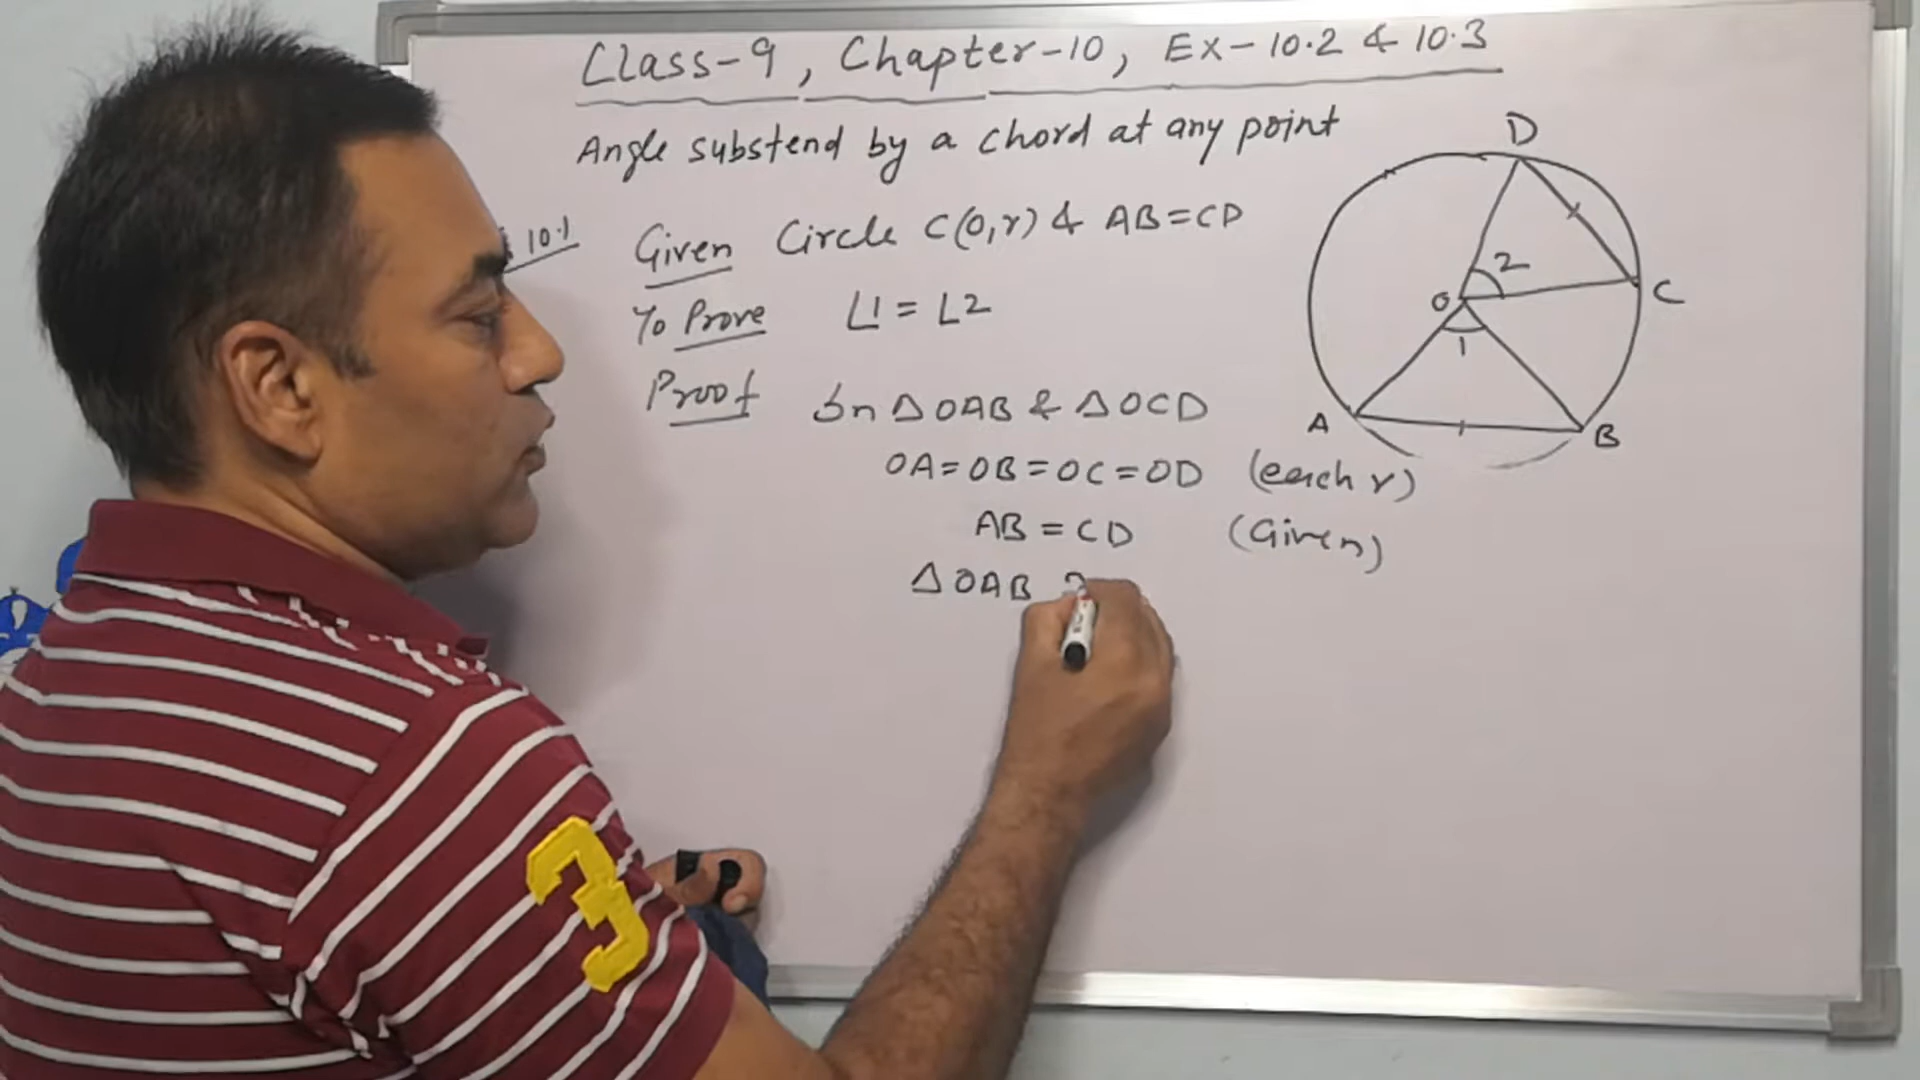 Class-9, Chapter-10, Ex-10.2 & 10.3
Angle substend by a chord at any point
10.1
Given Circle C(O,r) & AB=CD
To Prove ∠1 = ∠2
Proof In △OAB & △OCD
OA=OB=OC=OD (each r)
AB = CD (Given)
△OAB
D
2
O
C
1
A
B
3